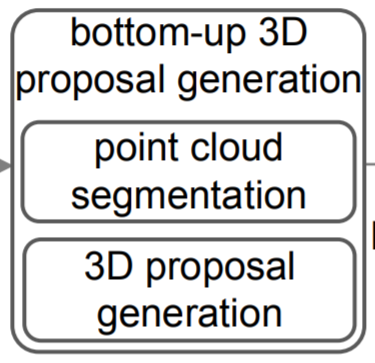 bottom-up 3D
proposal generation
point cloud
segmentation
3D proposal
generation